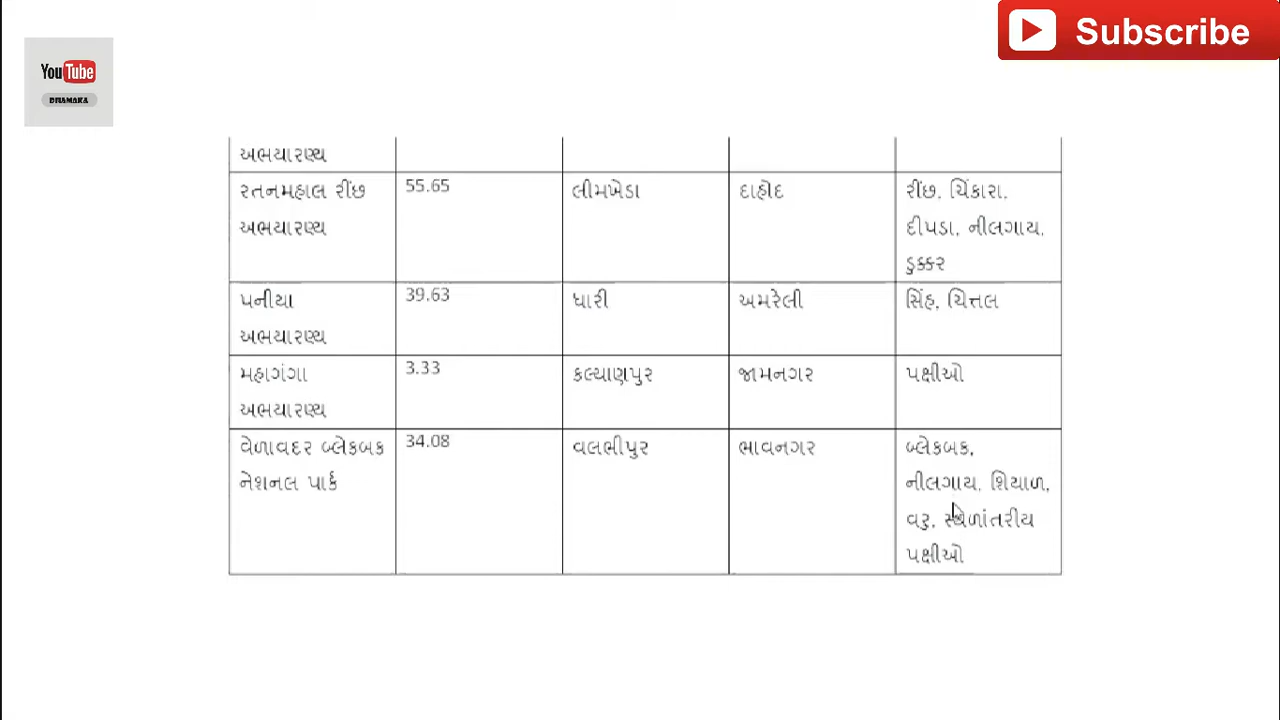 Subscribe
YouTube
DHAMAKA
અભયારણ્ય
રતનમહાલ રીંછ 55.65 લીમખેડા દાહોદ રીંછ, ચિંકારા,
અભયારણ્ય દીપડા, નીલગાય,
ડુક્કર
પનીયા 39.63 ધારી અમરેલી સિંહ, ચિત્તલ
અભયારણ્ય
મહાગંગા 3.33 કલ્યાણપુર જામનગર પક્ષીઓ
અભયારણ્ય
વેળાવદર બ્લેકબક 34.08 વલભીપુર ભાવનગર બ્લેકબક,
નેશનલ પાર્ક નીલગાય, શિયાળ,
વરુ, સ્થળાંતરીય
પક્ષીઓ